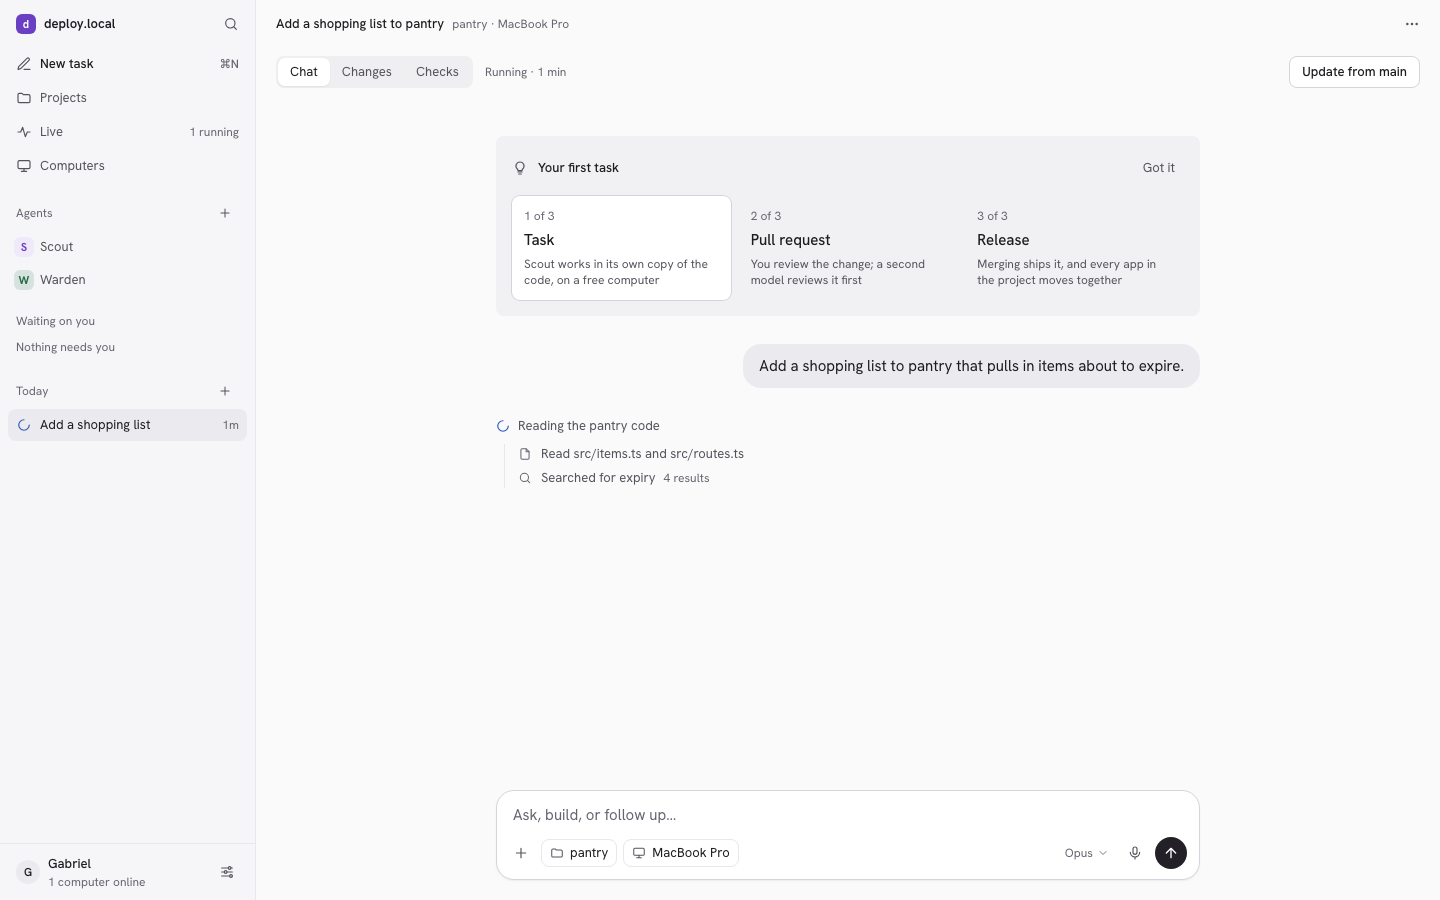 d deploy.local
New task ⌘N
Projects
Live 1 running
Computers
Agents
S Scout
W Warden
Waiting on you
Nothing needs you
Today
Add a shopping list 1m
G Gabriel
1 computer online
Add a shopping list to pantry pantry · MacBook Pro
Chat Changes Checks Running · 1 min Update from main
Your first task Got it
1 of 3
Task
Scout works in its own copy of the
code, on a free computer
2 of 3
Pull request
You review the change; a second
model reviews it first
3 of 3
Release
Merging ships it, and every app in
the project moves together
Add a shopping list to pantry that pulls in items about to expire.
Reading the pantry code
Read src/items.ts and src/routes.ts
Searched for expiry 4 results
Ask, build, or follow up...
pantry MacBook Pro Opus